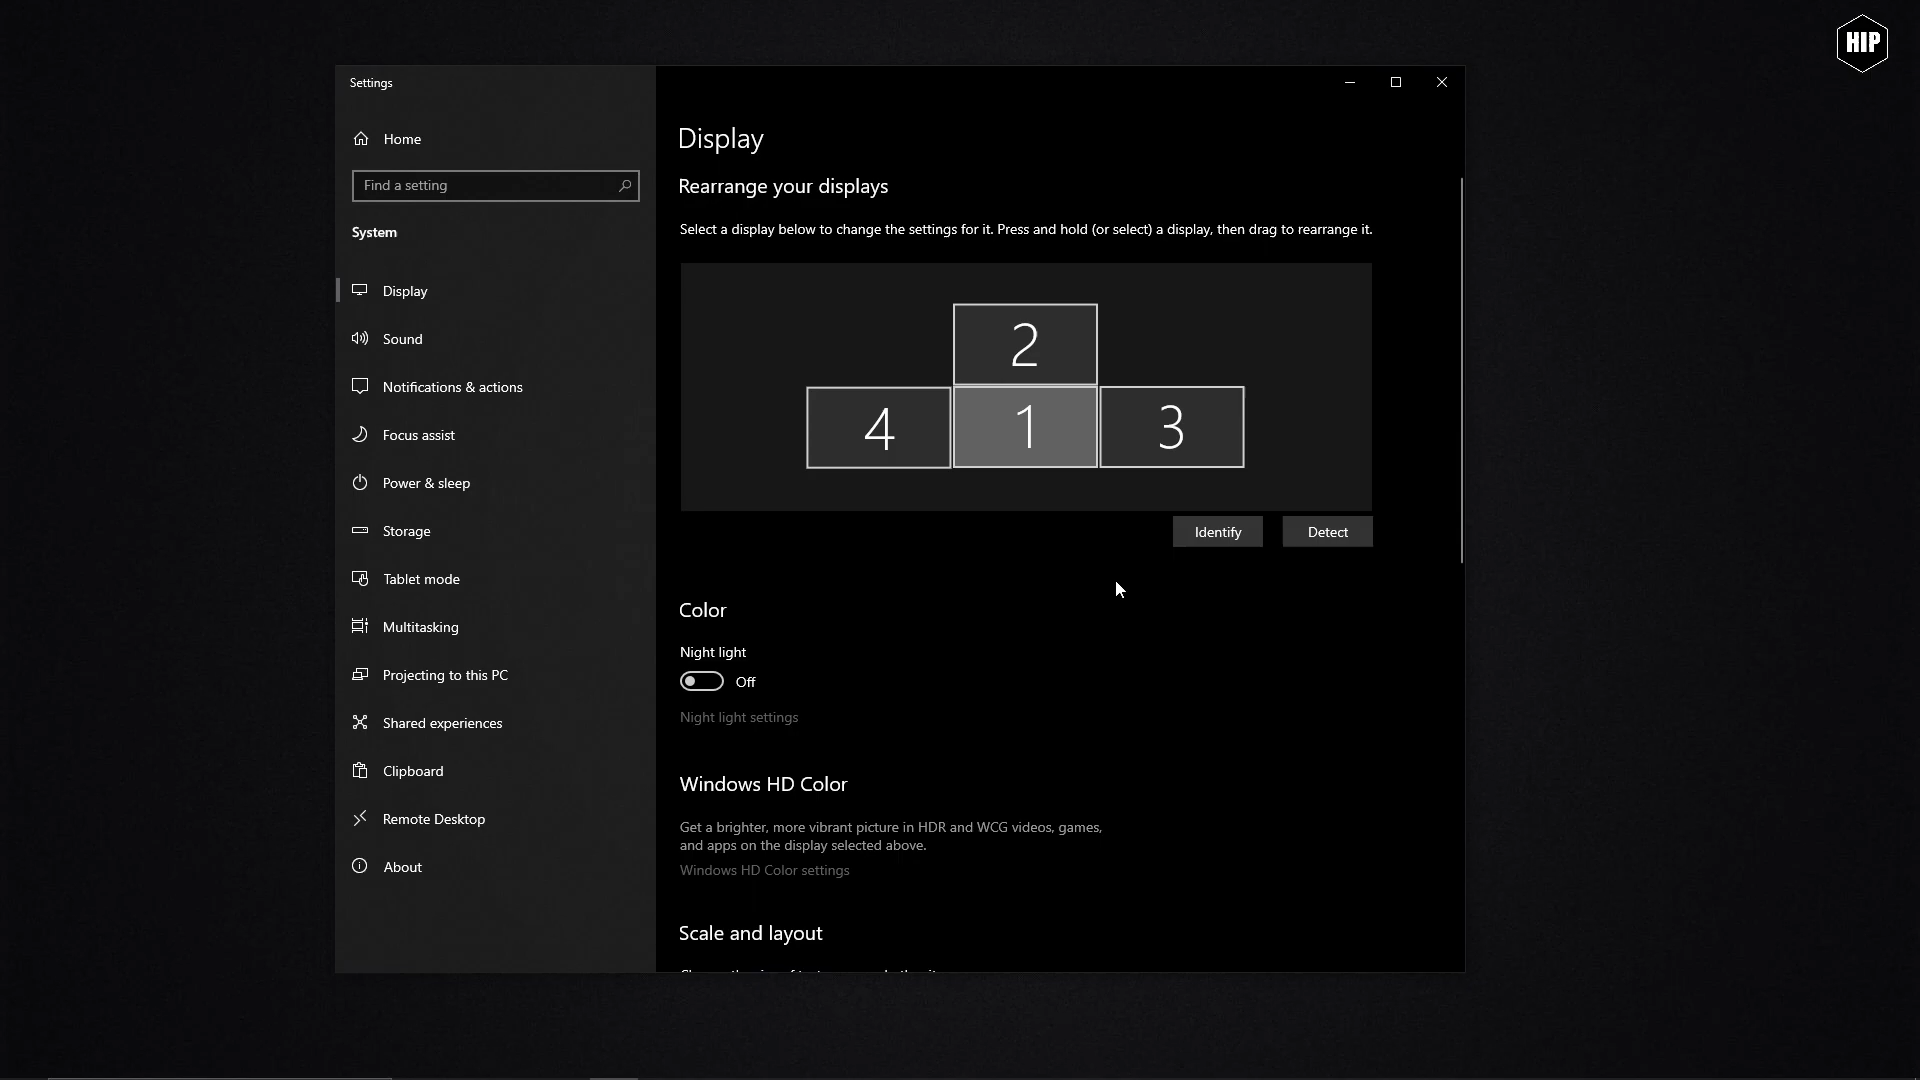 HIP
Settings
Home
Find a setting
System
Display
Sound
Notifications & actions
Focus assist
Power & sleep
Storage
Tablet mode
Multitasking
Projecting to this PC
Shared experiences
Clipboard
Remote Desktop
About
Display
Rearrange your displays
Select a display below to change the settings for it. Press and hold (or select) a display, then drag to rearrange it.
2
4 1 3
Identify Detect
Color
Night light
Off
Night light settings
Windows HD Color
Get a brighter, more vibrant picture in HDR and WCG videos, games,
and apps on the display selected above.
Windows HD Color settings
Scale and layout